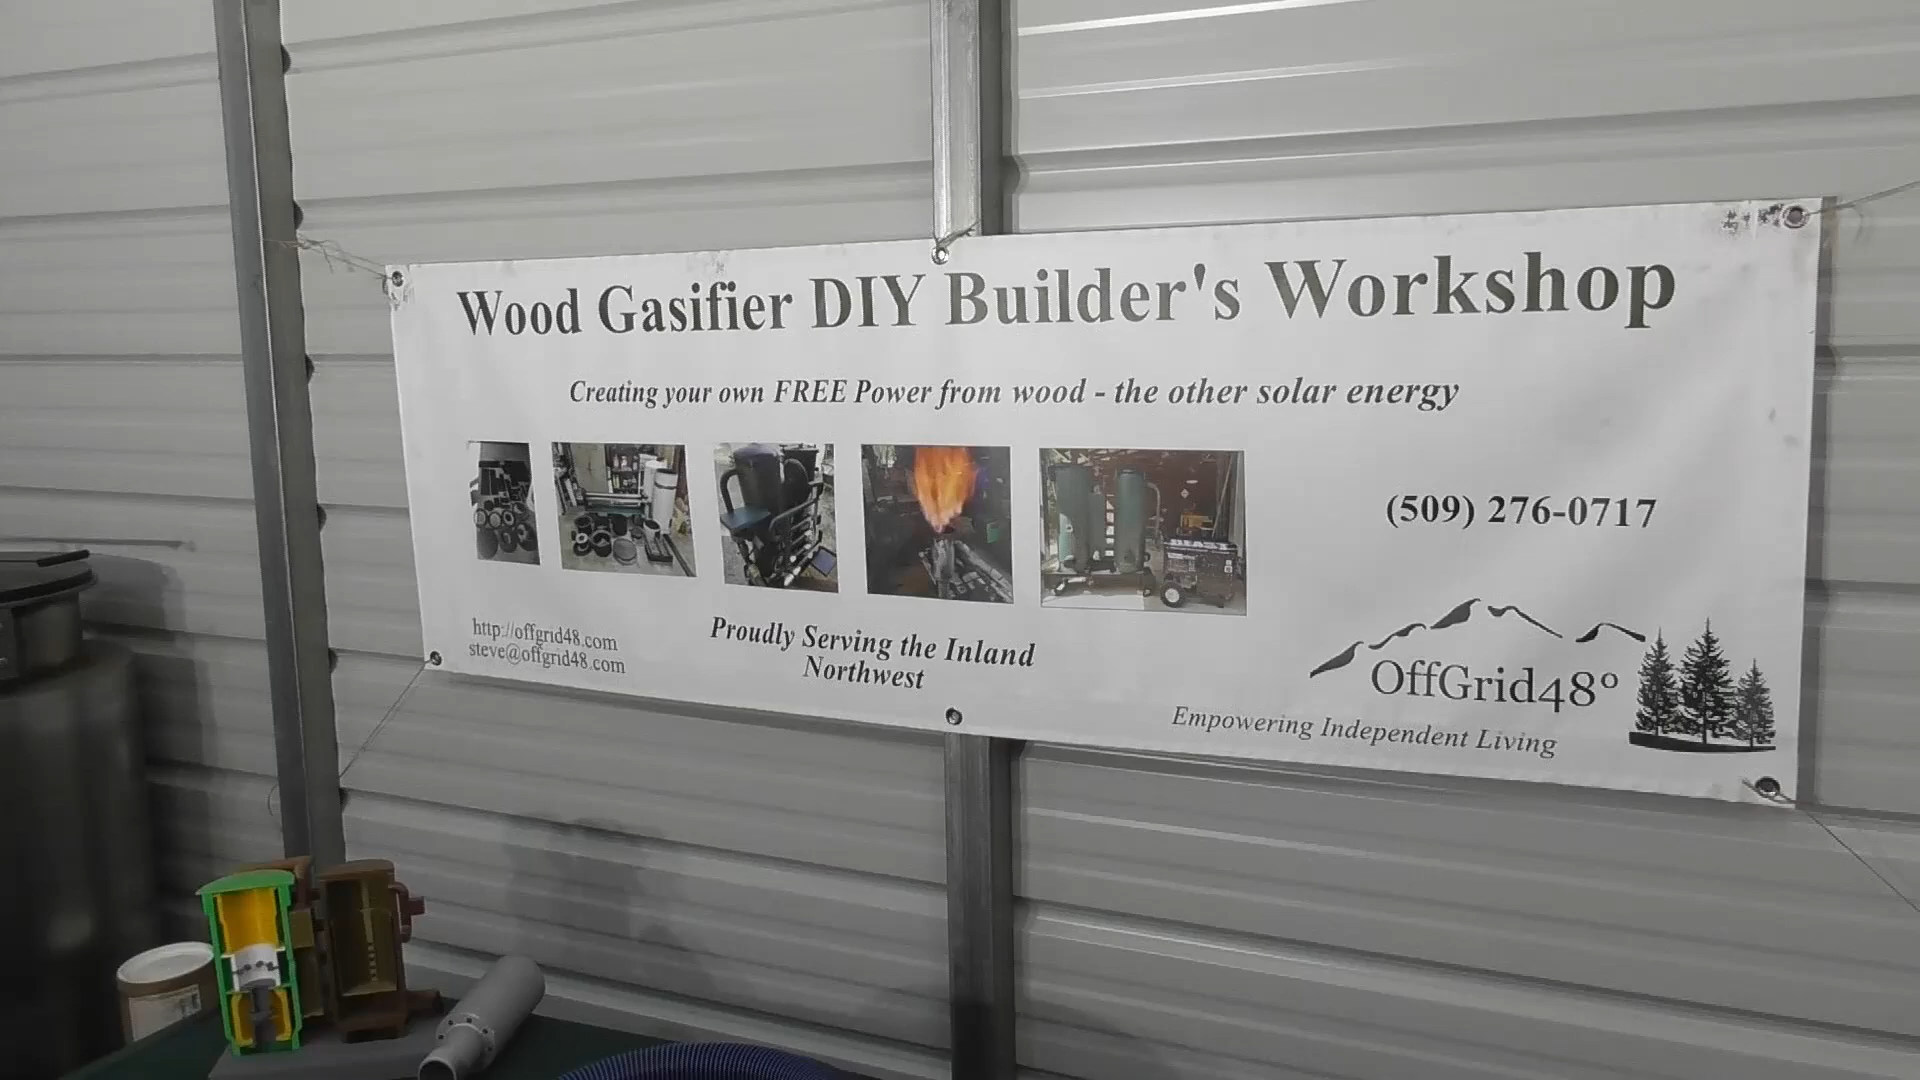 Wood Gasifier DIY Builder's Workshop
Creating your own FREE Power from wood - the other solar energy
BEAST
(509) 276-0717
http://offgrid48.com
steve@offgrid48.com
Proudly Serving the Inland
Northwest
OffGrid48°
Empowering Independent Living